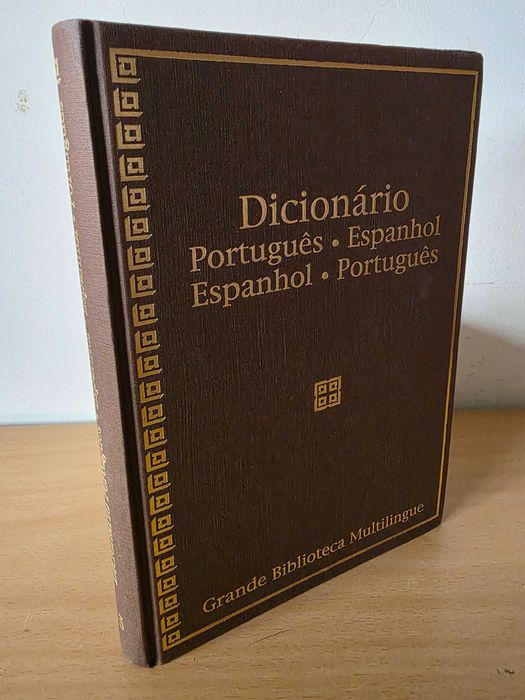 Dicionário
Português • Espanhol
Espanhol • Português
Grande Biblioteca Multilingue